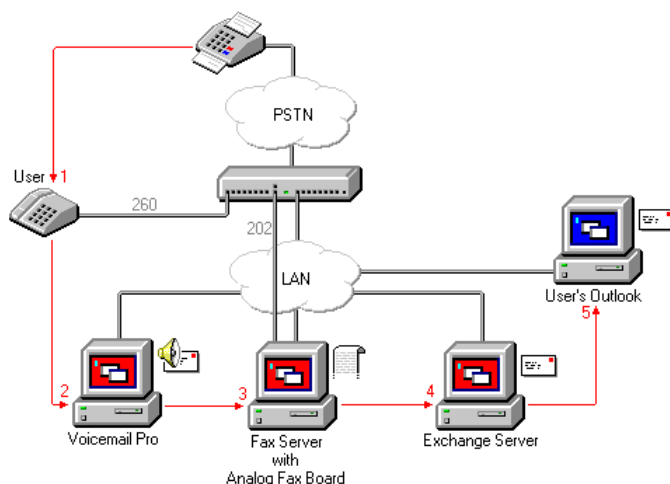 PSTN
User
1
260
202
LAN
User's Outlook
5
2
3
4
Voicemail Pro
Fax Server
with
Analog Fax Board
Exchange Server